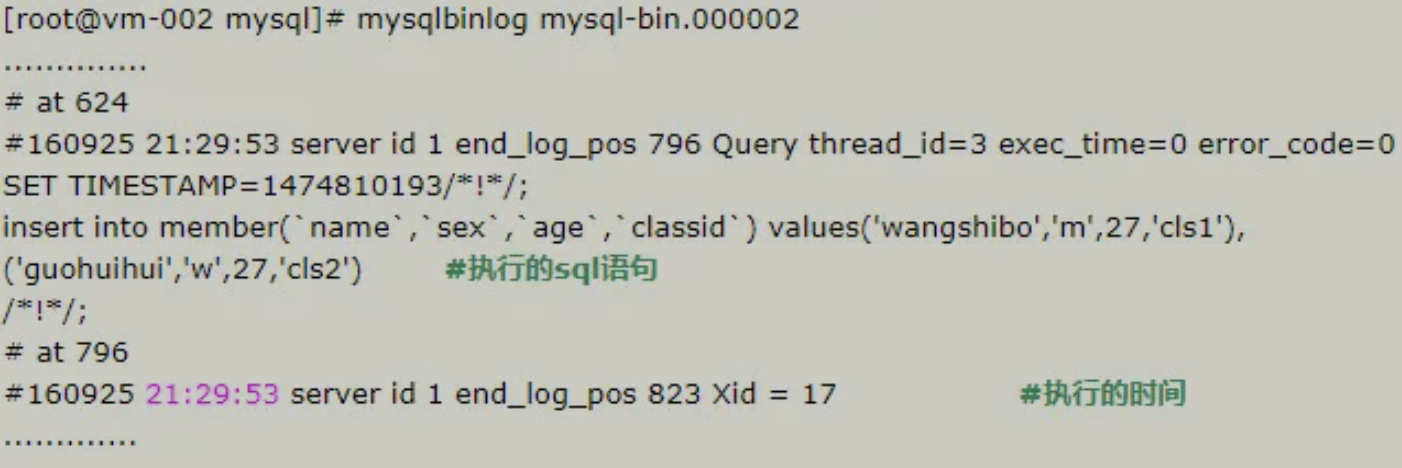 [root@vm-002 mysql]# mysqlbinlog mysql-bin.000002
..............
# at 624
#160925 21:29:53 server id 1 end_log_pos 796 Query thread_id=3 exec_time=0 error_code=0
SET TIMESTAMP=1474810193/*!*/;
insert into member(`name`,`sex`,`age`,`classid`) values('wangshibo','m',27,'cls1'),
('guohuihui','w',27,'cls2') #执行的sql语句
/*!*/;
# at 796
#160925 21:29:53 server id 1 end_log_pos 823 Xid = 17 #执行的时间
.............